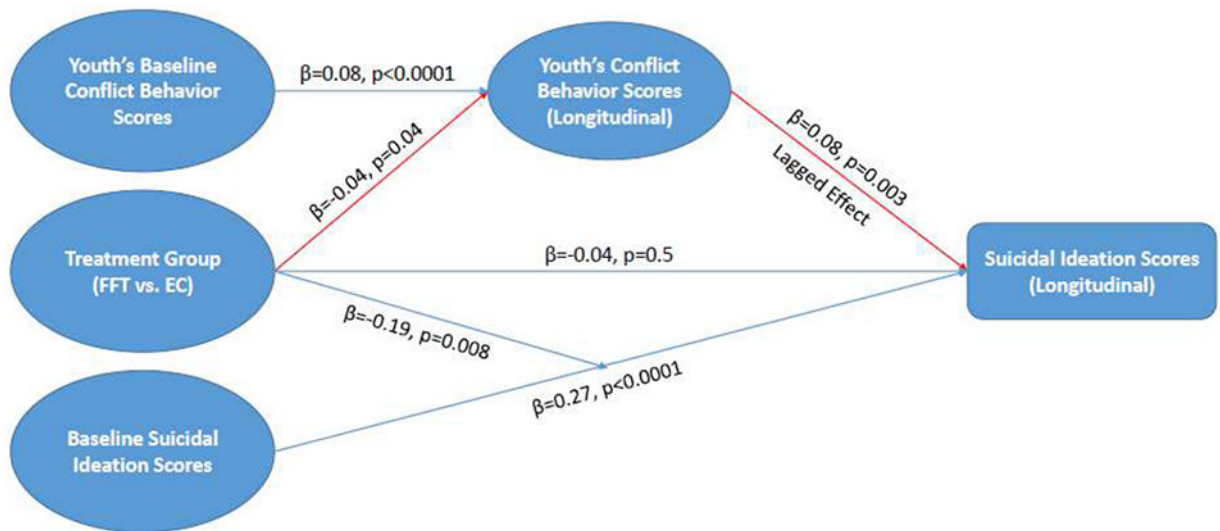 Youth's Baseline
Conflict Behavior
Scores
β=0.08, p<0.0001
Youth's Conflict
Behavior Scores
(Longitudinal)
β=-0.04, p=0.04
β=0.08, p=0.003
Lagged Effect
Treatment Group
(FFT vs. EC)
β=-0.04, p=0.5
Suicidal Ideation Scores
(Longitudinal)
β=-0.19, p=0.008
β=0.27, p<0.0001
Baseline Suicidal
Ideation Scores